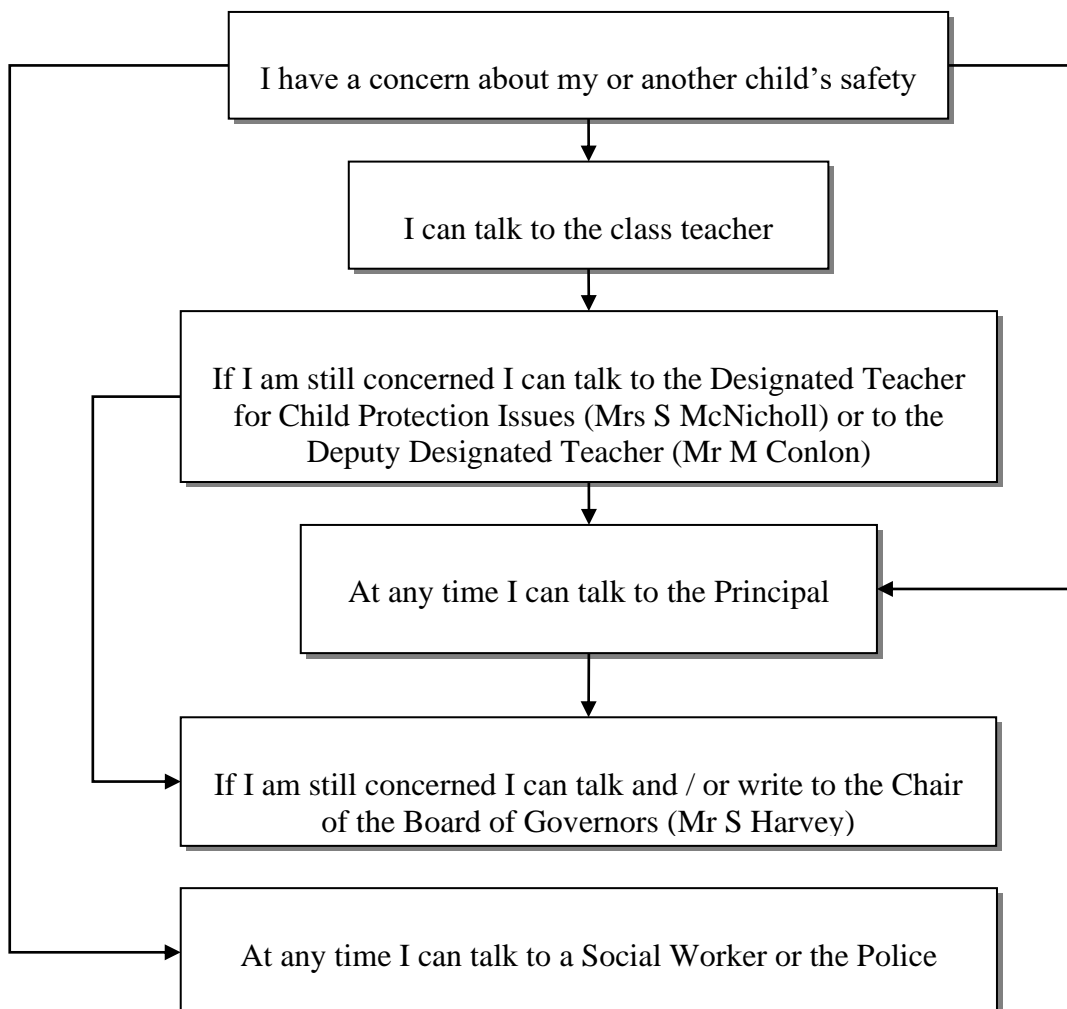 I have a concern about my or another child’s safety
I can talk to the class teacher
If I am still concerned I can talk to the Designated Teacher
for Child Protection Issues (Mrs S McNicholl) or to the
Deputy Designated Teacher (Mr M Conlon)
At any time I can talk to the Principal
If I am still concerned I can talk and / or write to the Chair
of the Board of Governors (Mr S Harvey)
At any time I can talk to a Social Worker or the Police